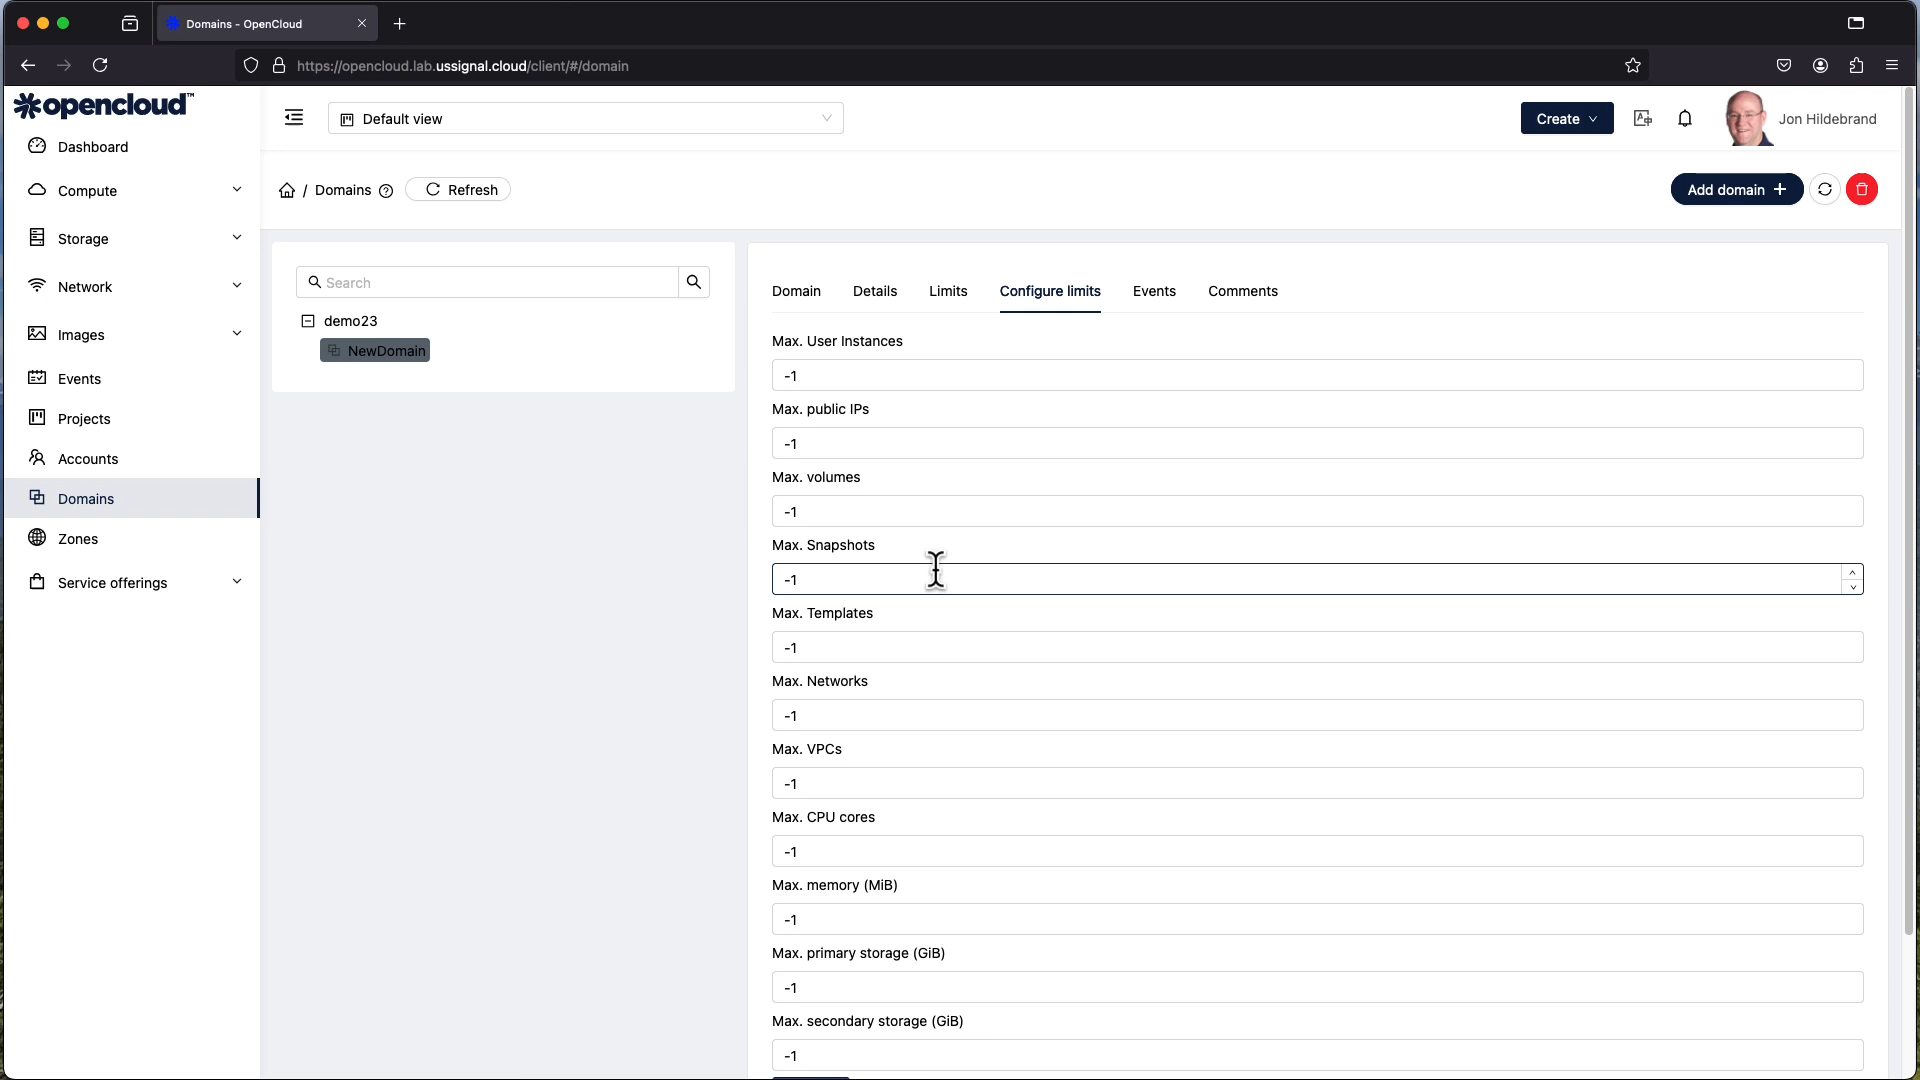 Domains - OpenCloud
https://opencloud.lab.ussignal.cloud/client/#/domain
opencloud™
Default view
Create
Jon Hildebrand
Dashboard
Compute
Storage
Network
Images
Events
Projects
Accounts
Domains
Zones
Service offerings
/ Domains
Refresh
Add domain +
Search
demo23
NewDomain
Domain
Details
Limits
Configure limits
Events
Comments
Max. User Instances
-1
Max. public IPs
-1
Max. volumes
-1
Max. Snapshots
-1
Max. Templates
-1
Max. Networks
-1
Max. VPCs
-1
Max. CPU cores
-1
Max. memory (MiB)
-1
Max. primary storage (GiB)
-1
Max. secondary storage (GiB)
-1